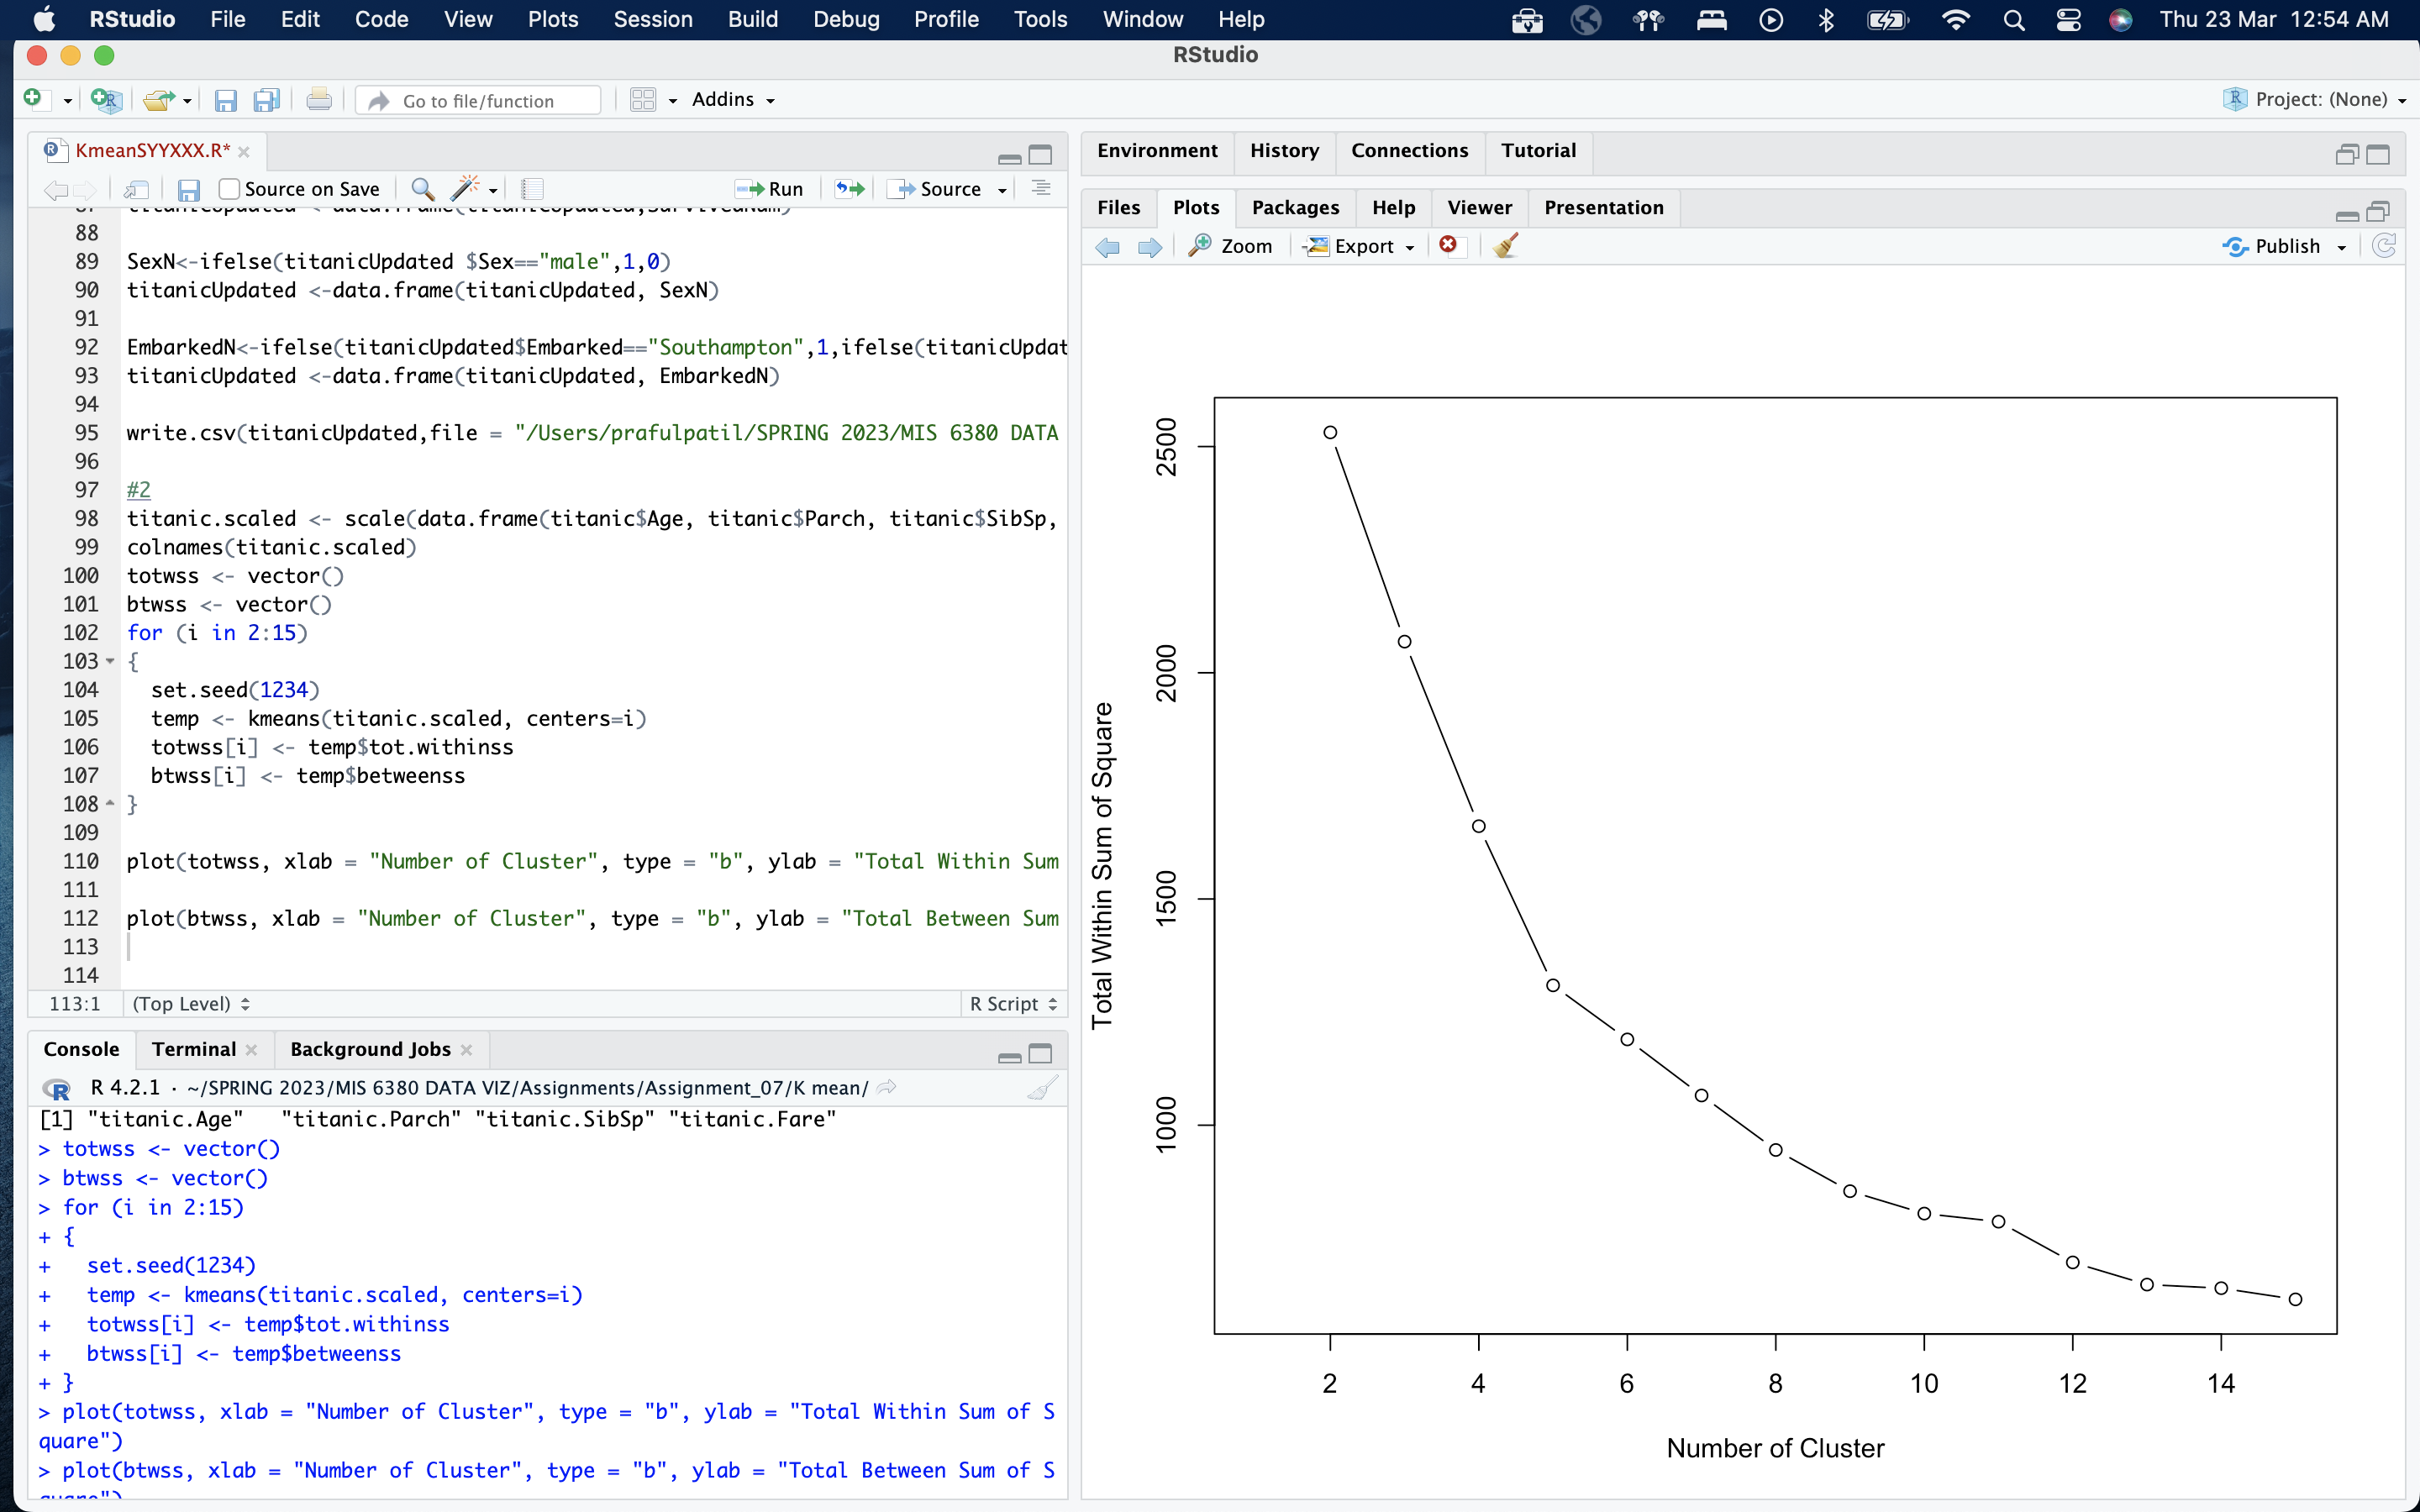 RStudio File Edit Code View Plots Session Build Debug Profile Tools Window Help Thu 23 Mar 12:54 AM
RStudio
Go to file/function Addins Project: (None)
KmeanSYYXXX.R*
Source on Save Run Source
88
89 SexN<-ifelse(titanicUpdated $Sex=="male",1,0)
90 titanicUpdated <-data.frame(titanicUpdated, SexN)
91
92 EmbarkedN<-ifelse(titanicUpdated$Embarked=="Southampton",1,ifelse(titanicUpdat
93 titanicUpdated <-data.frame(titanicUpdated, EmbarkedN)
94
95 write.csv(titanicUpdated,file = "/Users/prafulpatil/SPRING 2023/MIS 6380 DATA
96
97 #2
98 titanic.scaled <- scale(data.frame(titanic$Age, titanic$Parch, titanic$SibSp,
99 colnames(titanic.scaled)
100 totwss <- vector()
101 btwss <- vector()
102 for (i in 2:15)
103 {
104 set.seed(1234)
105 temp <- kmeans(titanic.scaled, centers=i)
106 totwss[i] <- temp$tot.withinss
107 btwss[i] <- temp$betweenss
108 }
109
110 plot(totwss, xlab = "Number of Cluster", type = "b", ylab = "Total Within Sum
111
112 plot(btwss, xlab = "Number of Cluster", type = "b", ylab = "Total Between Sum
113
114
113:1 (Top Level) R Script
Console Terminal Background Jobs
R 4.2.1 · ~/SPRING 2023/MIS 6380 DATA VIZ/Assignments/Assignment_07/K mean/
[1] "titanic.Age" "titanic.Parch" "titanic.SibSp" "titanic.Fare"
> totwss <- vector()
> btwss <- vector()
> for (i in 2:15)
+ {
+ set.seed(1234)
+ temp <- kmeans(titanic.scaled, centers=i)
+ totwss[i] <- temp$tot.withinss
+ btwss[i] <- temp$betweenss
+ }
> plot(totwss, xlab = "Number of Cluster", type = "b", ylab = "Total Within Sum of S
quare")
> plot(btwss, xlab = "Number of Cluster", type = "b", ylab = "Total Between Sum of S
quare")
Environment History Connections Tutorial
Files Plots Packages Help Viewer Presentation
Zoom Export Publish
Total Within Sum of Square
2500
2000
1500
1000
2 4 6 8 10 12 14
Number of Cluster